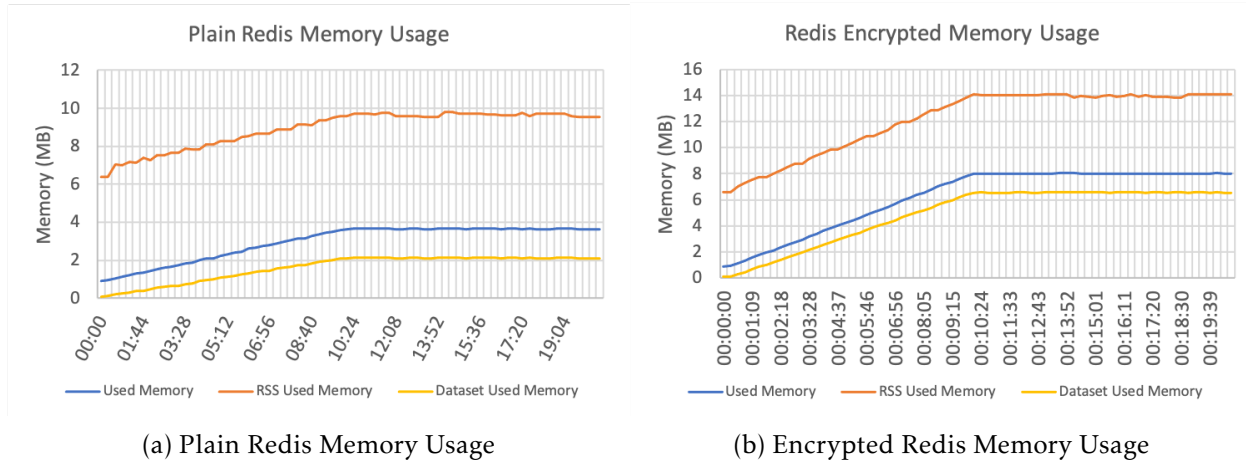 Plain Redis Memory Usage
Memory (MB)
12
10
8
6
4
2
0
00:00 01:44 03:28 05:12 06:56 08:40 10:24 12:08 13:52 15:36 17:20 19:04
Used Memory RSS Used Memory Dataset Used Memory
(a) Plain Redis Memory Usage
Redis Encrypted Memory Usage
Memory (MB)
16
14
12
10
8
6
4
2
0
00:00:00 00:01:09 00:02:18 00:03:28 00:04:37 00:05:46 00:06:56 00:08:05 00:09:15 00:10:24 00:11:33 00:12:43 00:13:52 00:15:01 00:16:11 00:17:20 00:18:30 00:19:39
Used Memory RSS Used Memory Dataset Used Memory
(b) Encrypted Redis Memory Usage